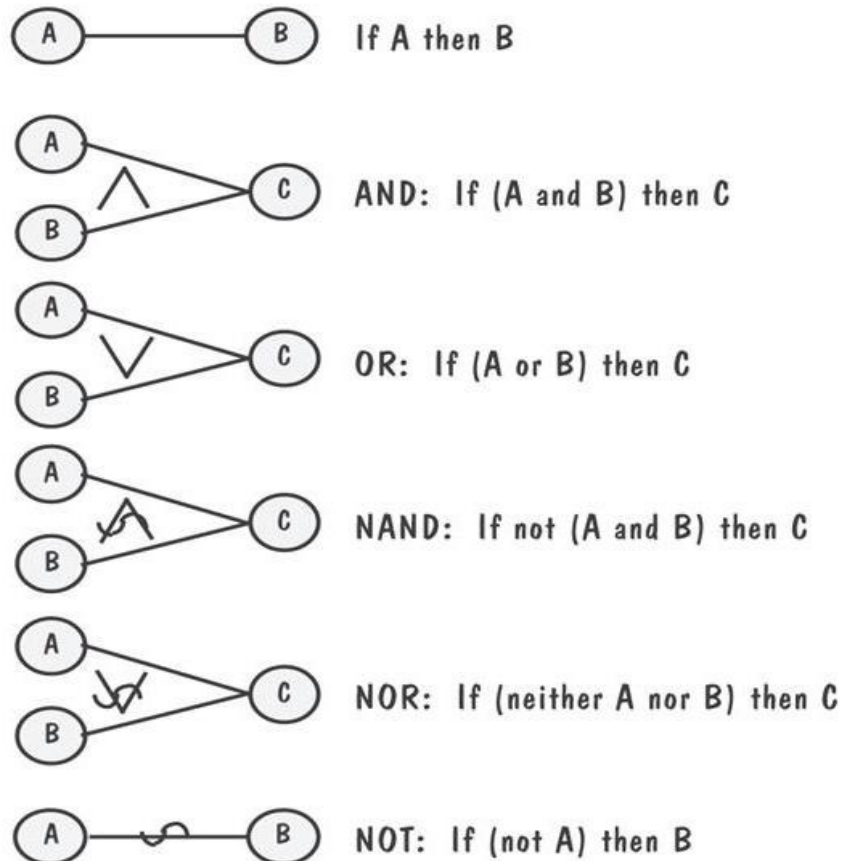 A B If A then B
A
B
C AND: If (A and B) then C
A
B
C OR: If (A or B) then C
A
B
C NAND: If not (A and B) then C
A
B
C NOR: If (neither A nor B) then C
A B NOT: If (not A) then B